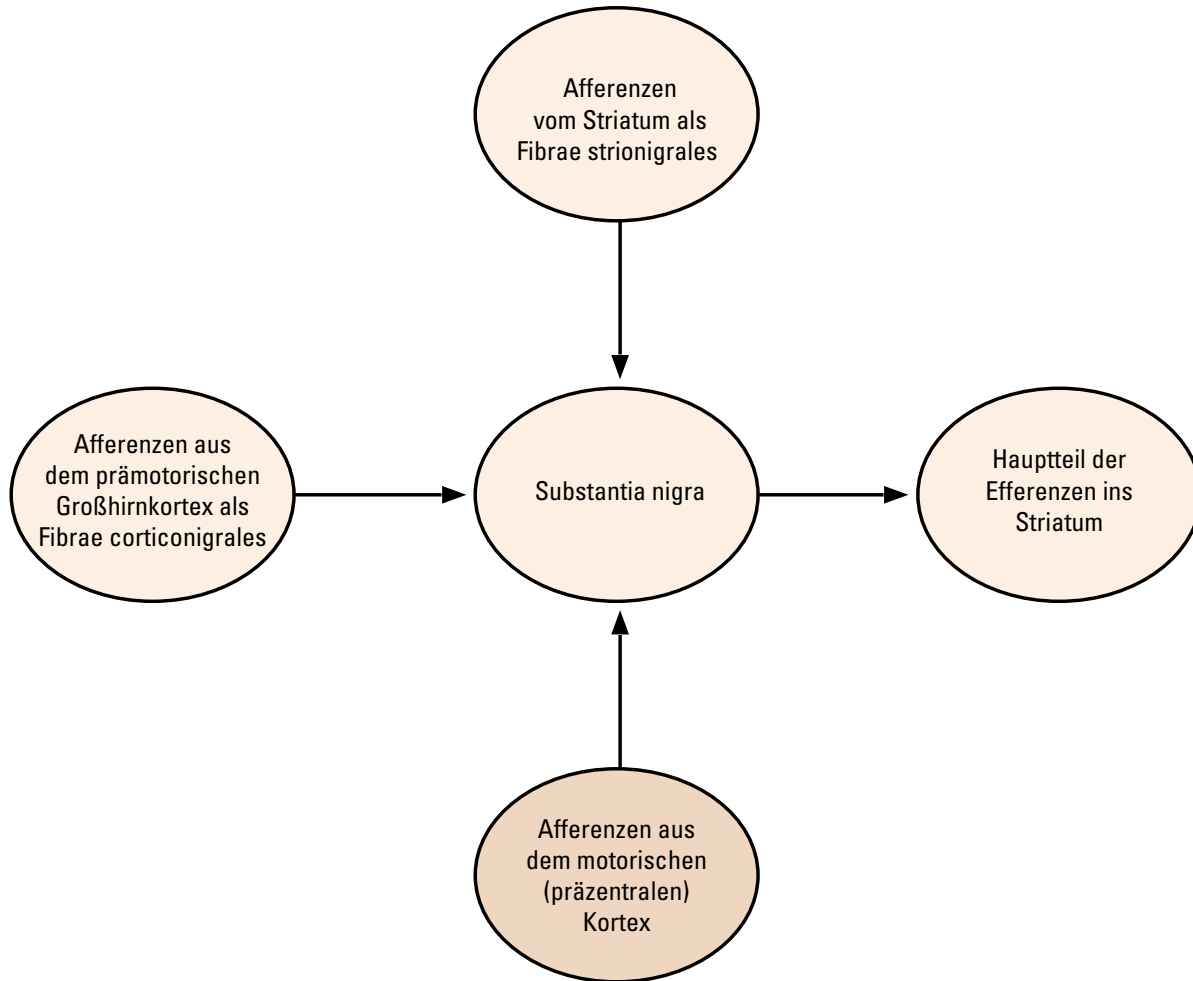 Afferenzen
vom Striatum als
Fibrae strionigrales
Afferenzen aus
dem prämotorischen
Großhirnkortex als
Fibrae corticonigrales
Substantia nigra
Hauptteil der
Efferenzen ins
Striatum
Afferenzen aus
dem motorischen
(präzentralen)
Kortex